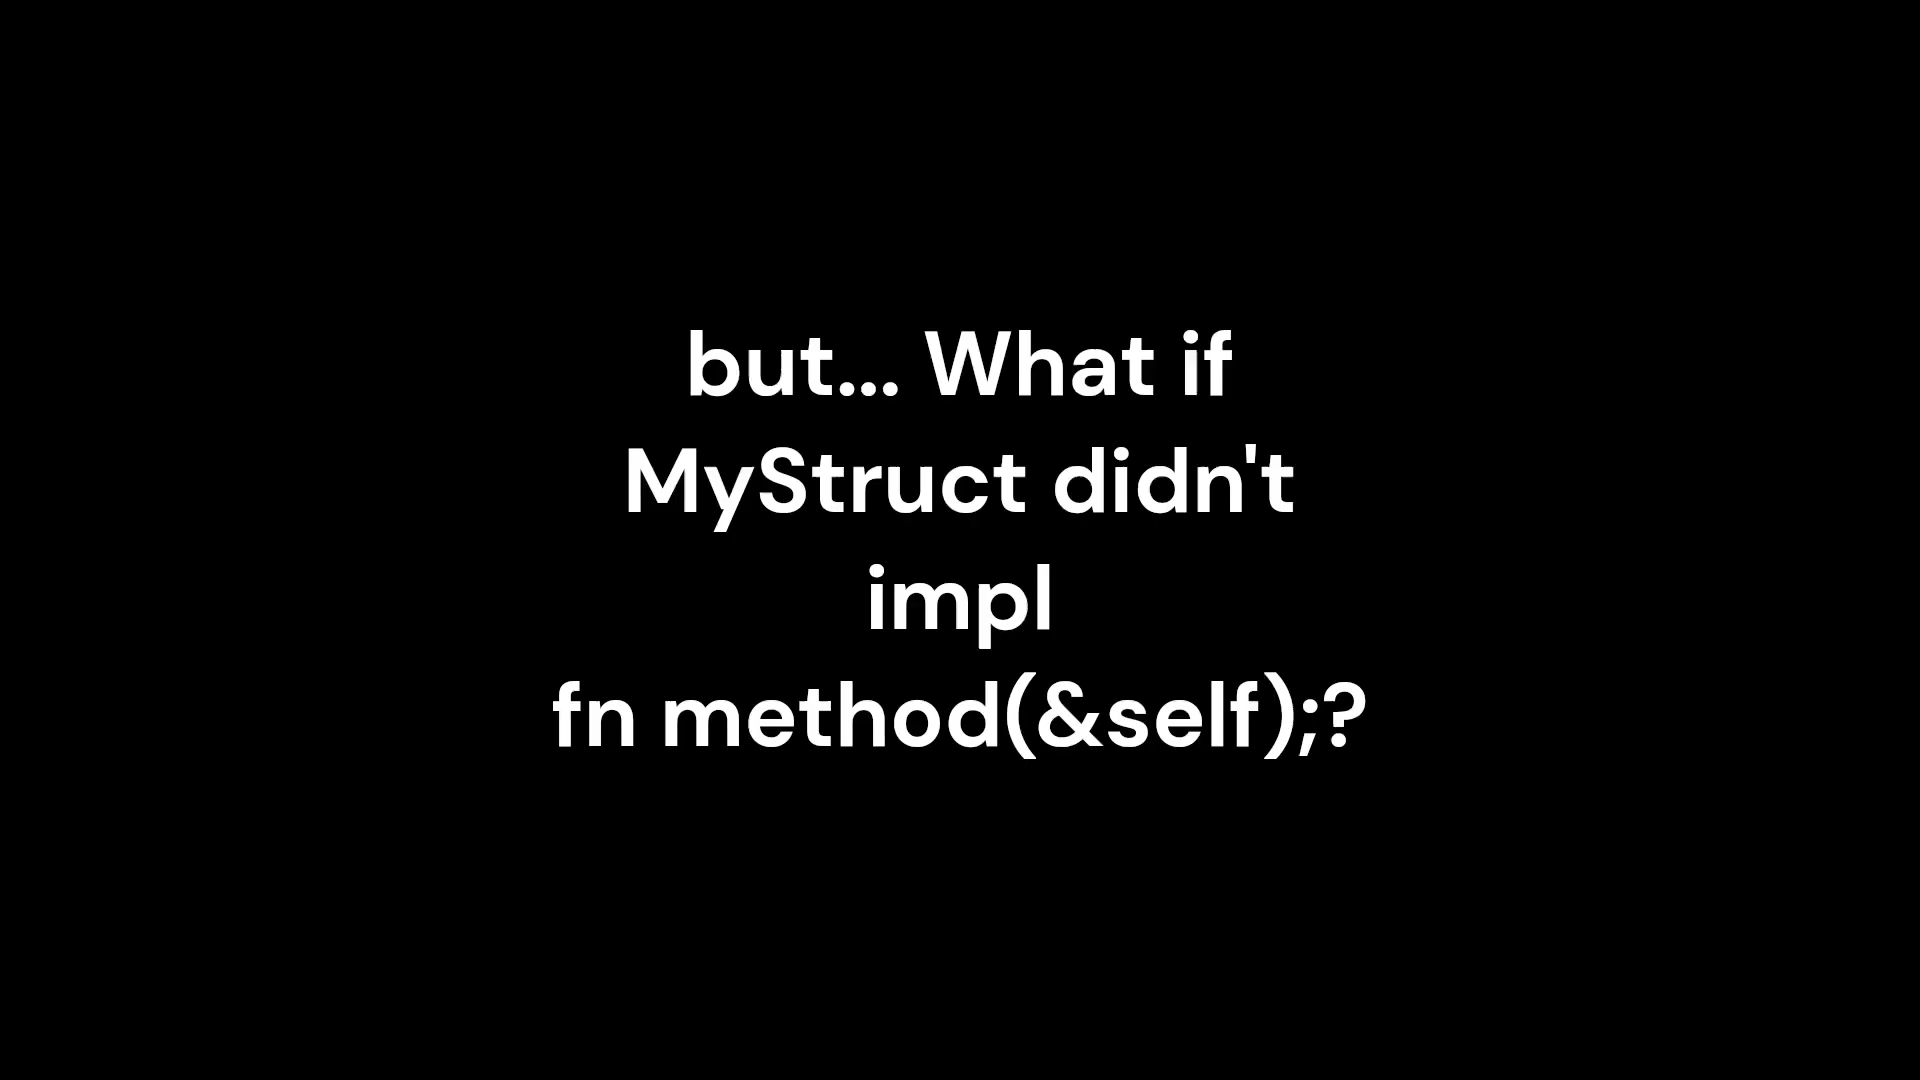 but... What if
MyStruct didn't
impl
fn method(&self);?